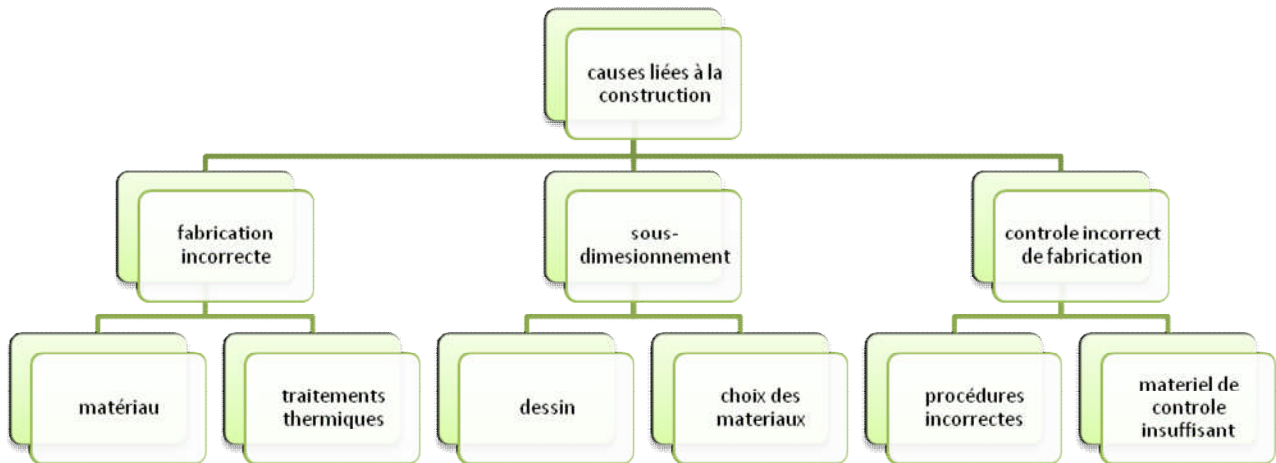 causes liées à la
construction
fabrication
incorrecte
sous-
dimesionnement
controle incorrect
de fabrication
matériau
traitements
thermiques
dessin
choix des
materiaux
procédures
incorrectes
materiel de
controle
insuffisant